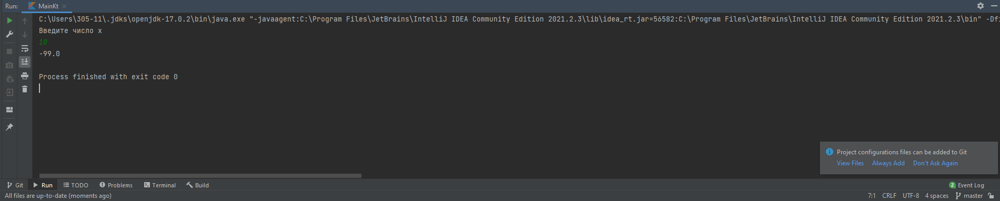 Run: MainKt
C:\Users\305-11\.jdks\openjdk-17.0.2\bin\java.exe "-javaagent:C:\Program Files\JetBrains\IntelliJ IDEA Community Edition 2021.2.3\lib\idea_rt.jar=56582:C:\Program Files\JetBrains\IntelliJ IDEA Community Edition 2021.2.3\bin" -Dfi
Введите число x
10
-99.0
Process finished with exit code 0
Project configurations files can be added to Git
View Files Always Add Don't Ask Again
Git Run TODO Problems Terminal Build 2 Event Log
All files are up-to-date (moments ago) 7:1 CRLF UTF-8 4 spaces master